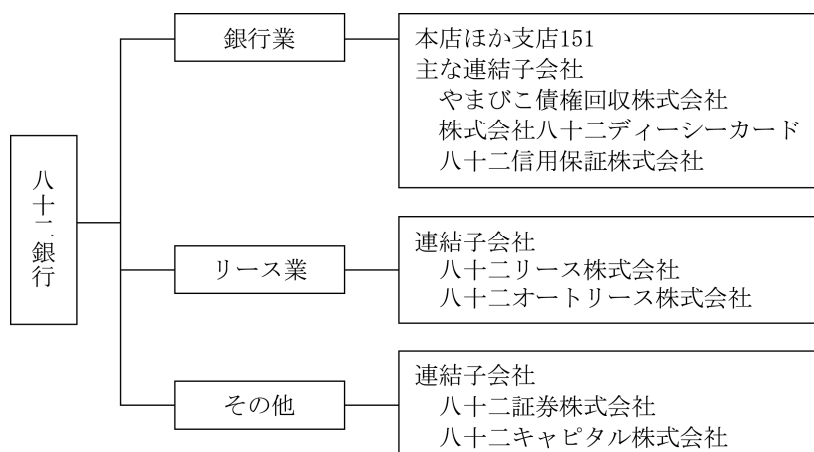 八十二銀行
銀行業
本店ほか支店151
主な連結子会社
やまびこ債権回収株式会社
株式会社八十二ディーシーカード
八十二信用保証株式会社
リース業
連結子会社
八十二リース株式会社
八十二オートリース株式会社
その他
連結子会社
八十二証券株式会社
八十二キャピタル株式会社